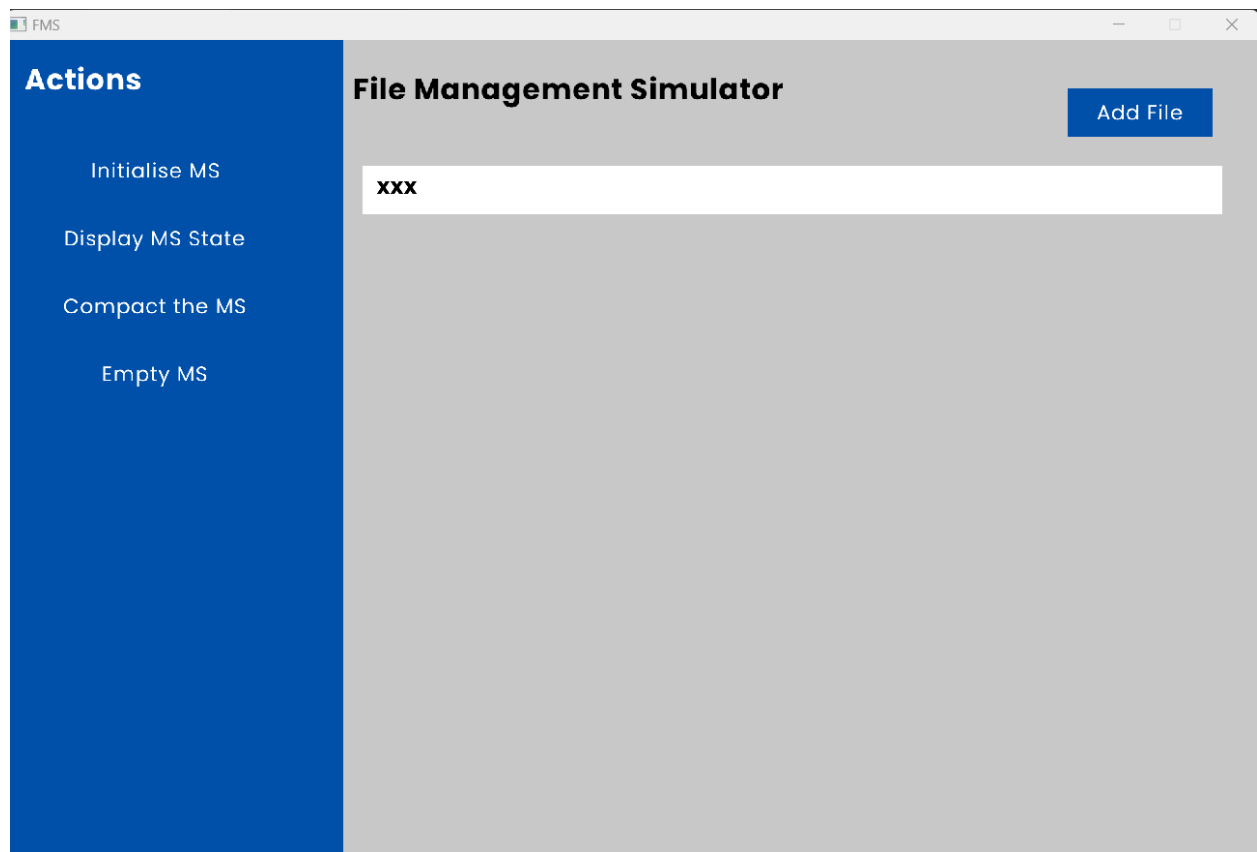 FMS
Actions
Initialise MS
Display MS State
Compact the MS
Empty MS
File Management Simulator
Add File
xxx